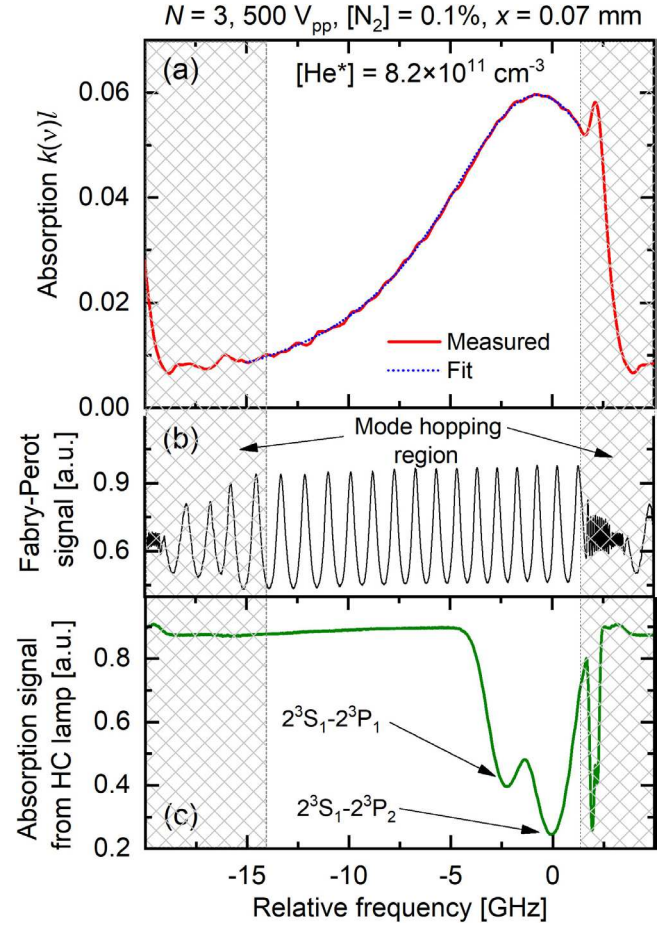 N = 3, 500 Vpp, [N2] = 0.1%, x = 0.07 mm
(a)
[He*] = 8.2×10¹¹ cm⁻³
Absorption k(ν)l
0.06
0.04
0.02
0.00
Measured
Fit
(b)
Mode hopping
region
Fabry-Perot
signal [a.u.]
0.9
0.6
Absorption signal
from HC lamp [a.u.]
0.8
0.6
0.4
0.2
2³S₁-2³P₁
2³S₁-2³P₂
(c)
-15 -10 -5 0
Relative frequency [GHz]